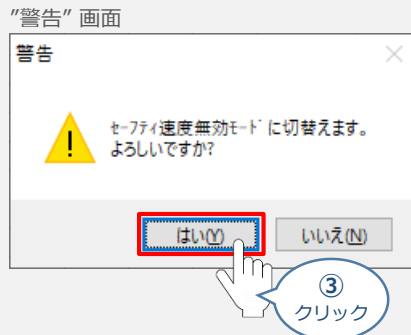 ”警告” 画面
警告
ｾｰﾌﾃｨ速度無効ﾓｰﾄﾞに切替えます。
よろしいですか?
はい(Y)
いいえ(N)
③
クリック